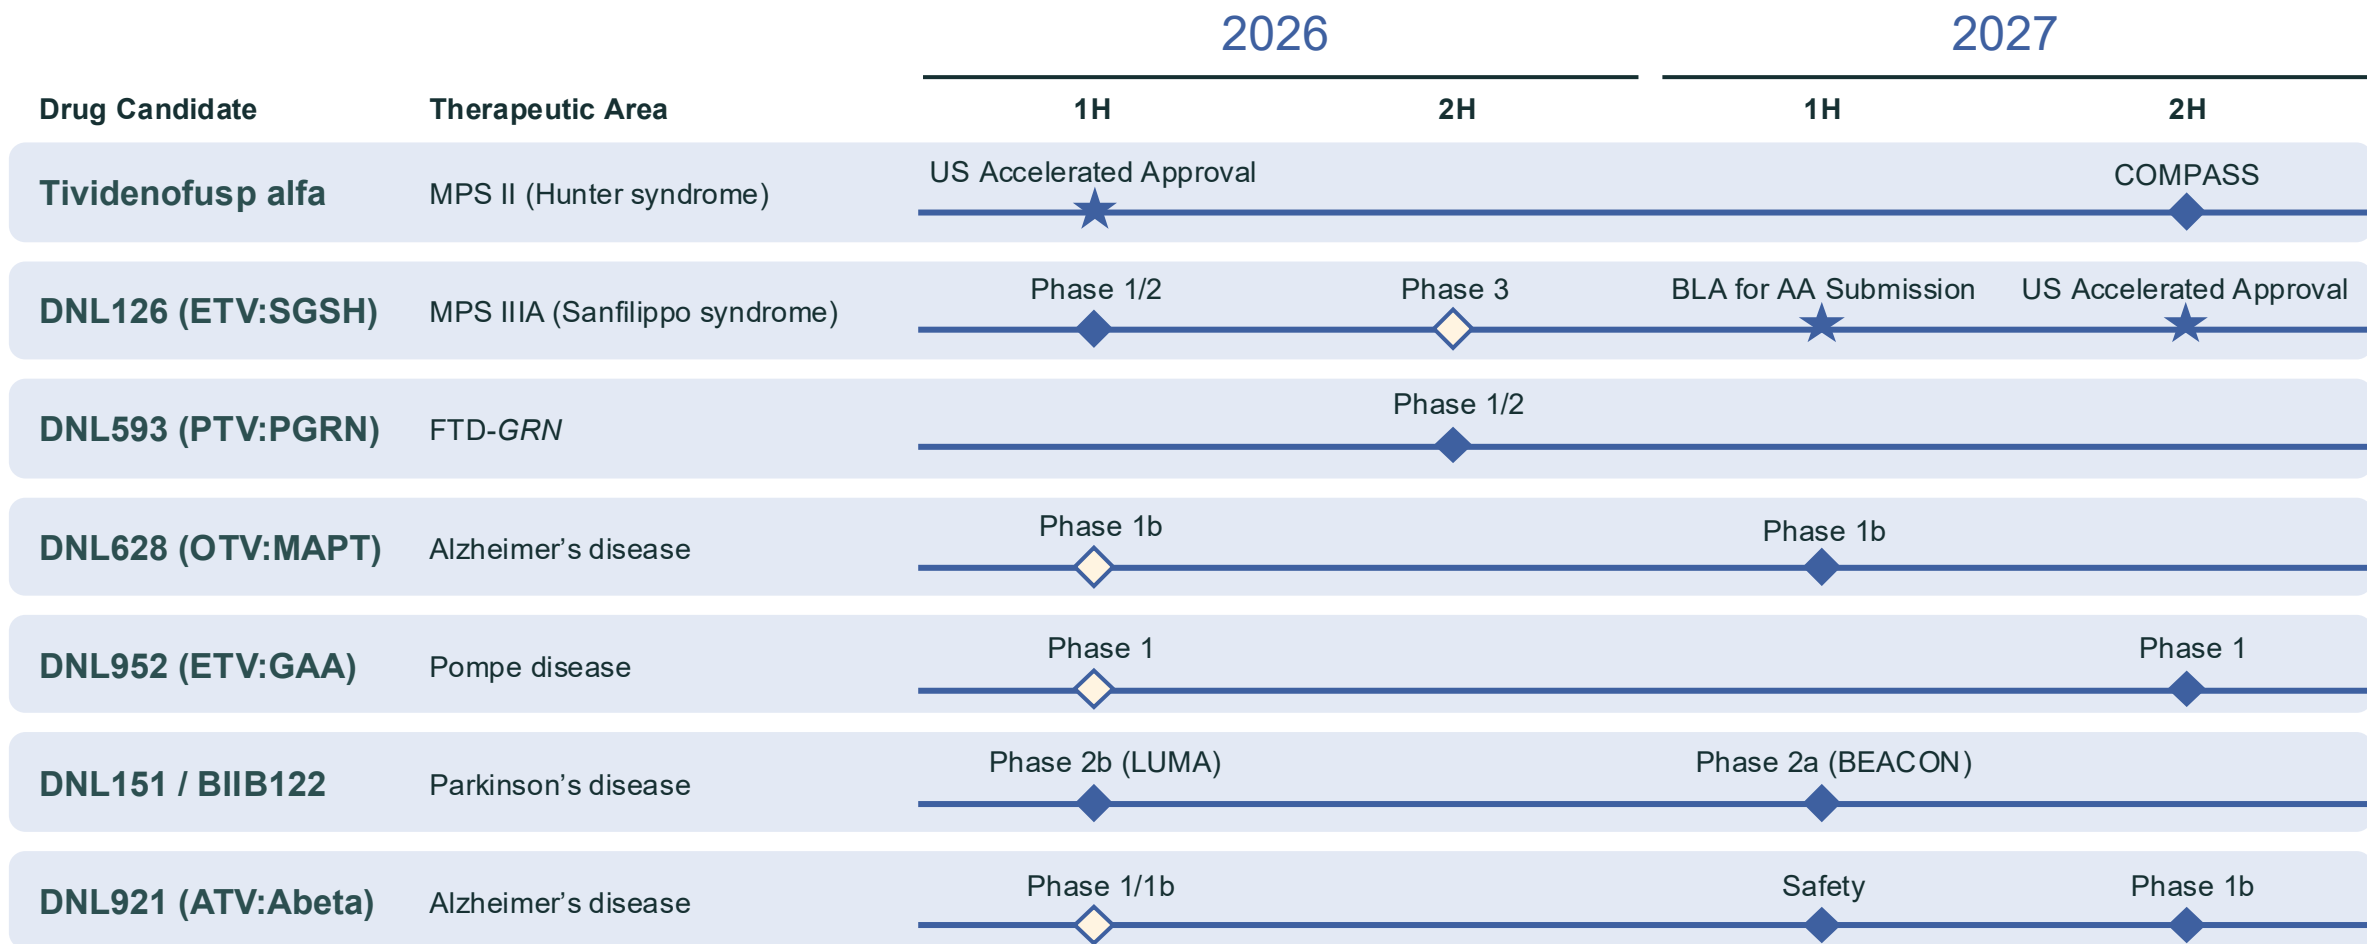 2026 2027
Drug Candidate Therapeutic Area 1H 2H 1H 2H
US Accelerated Approval COMPASS
Tividenofusp alfa MPS II (Hunter syndrome)
Phase 1/2 Phase 3 BLA for AA Submission US Accelerated Approval
DNL126 (ETV:SGSH) MPS IIIA (Sanfilippo syndrome)
Phase 1/2
DNL593 (PTV:PGRN) FTD-GRN
Phase 1b Phase 1b
DNL628 (OTV:MAPT) Alzheimer’s disease
Phase 1 Phase 1
DNL952 (ETV:GAA) Pompe disease
Phase 2b (LUMA) Phase 2a (BEACON)
DNL151 / BIIB122 Parkinson’s disease
Phase 1/1b Safety Phase 1b
DNL921 (ATV:Abeta) Alzheimer’s disease